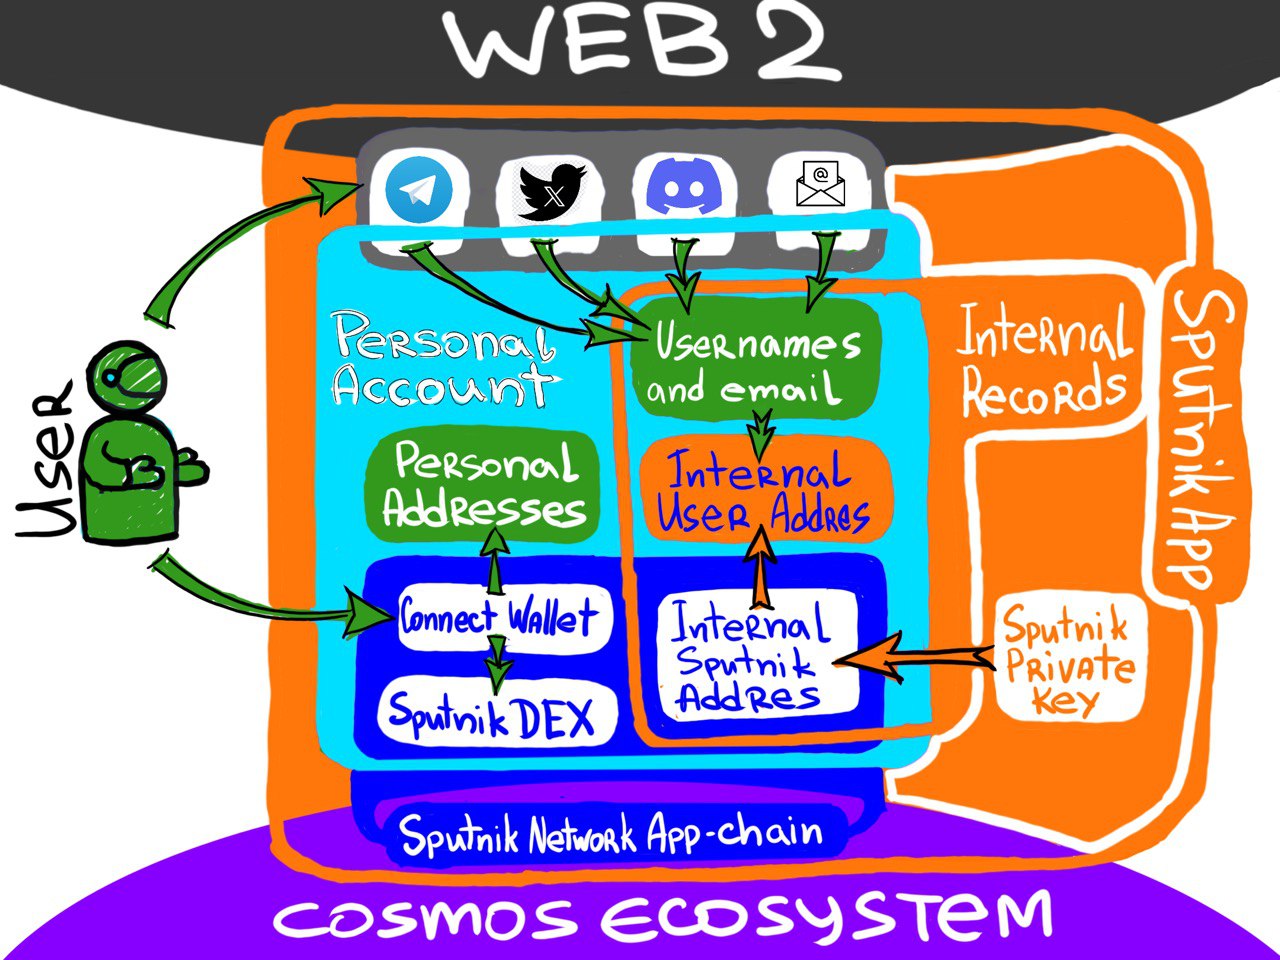 WEB 2
@
X
Personal
Account
Usernames
and email
Internal
Records
Sputnik App
User
Personal
Addresses
Internal
User Addres
Connect Wallet
Internal
Sputnik
Addres
Sputnik
Private
Key
Sputnik DEX
Sputnik Network App-chain
COSMOS ECOSYSTEM